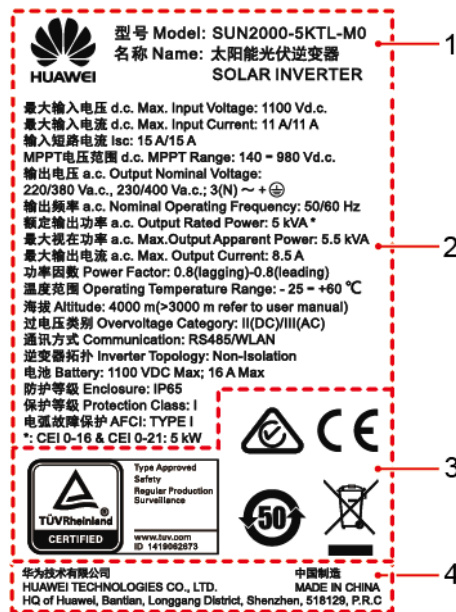 型号 Model: SUN2000-5KTL-M0
名称 Name: 太阳能光伏逆变器
SOLAR INVERTER
HUAWEI
1
最大输入电压 d.c. Max. Input Voltage: 1100 Vd.c.
最大输入电流 d.c. Max. Input Current: 11 A/11 A
输入短路电流 Isc: 15 A/15 A
MPPT电压范围 d.c. MPPT Range: 140 - 980 Vd.c.
输出电压 a.c. Output Nominal Voltage:
220/380 Va.c., 230/400 Va.c.; 3(N) ~ + ⏚
输出频率 a.c. Nominal Operating Frequency: 50/60 Hz
额定输出功率 a.c. Output Rated Power: 5 kVA *
最大视在功率 a.c. Max.Output Apparent Power: 5.5 kVA
最大输出电流 a.c. Max. Output Current: 8.5 A
功率因数 Power Factor: 0.8(lagging)-0.8(leading)
温度范围 Operating Temperature Range: - 25 - +60 ℃
海拔 Altitude: 4000 m(>3000 m refer to user manual)
过电压类别 Overvoltage Category: II(DC)/III(AC)
通讯方式 Communication: RS485/WLAN
逆变器拓扑 Inverter Topology: Non-Isolation
电池 Battery: 1100 VDC Max; 16 A Max
防护等级 Enclosure: IP65
保护等级 Protection Class: I
电弧故障保护 AFCI: TYPE I
*: CEI 0-16 & CEI 0-21: 5 kW
2
CE
50
3
TÜVRheinland
CERTIFIED
Type Approved
Safety
Regular Production
Surveillance
www.tuv.com
ID 1419062673
华为技术有限公司 中国制造
HUAWEI TECHNOLOGIES CO., LTD. MADE IN CHINA
HQ of Huawei, Bantian, Longgang District, Shenzhen, 518129, P.R.C
4